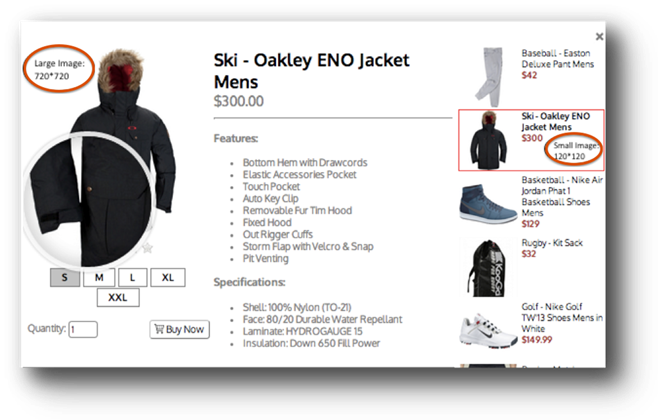 Large Image:
720*720
S
M
L
XL
XXL
Quantity: 1
Buy Now
Ski - Oakley ENO Jacket
Mens
$300.00
Features:
Bottom Hem with Drawcords
Elastic Accessories Pocket
Touch Pocket
Auto Key Clip
Removable Fur Tim Hood
Fixed Hood
Out Rigger Cuffs
Storm Flap with Velcro & Snap
Pit Venting
Specifications:
Shell: 100% Nylon (TO-21)
Face: 80/20 Durable Water Repellant
Laminate: HYDROGAUGE 15
Insulation: Down 650 Fill Power
Baseball - Easton
Deluxe Pant Mens
$42
Ski - Oakley ENO
Jacket Mens
$300
Small Image:
120*120
Basketball - Nike Air
Jordan Phat 1
Basketball Shoes
Mens
$129
Rugby - Kit Sack
$32
Golf - Nike Golf
TW'13 Shoes Mens in
White
$149.99